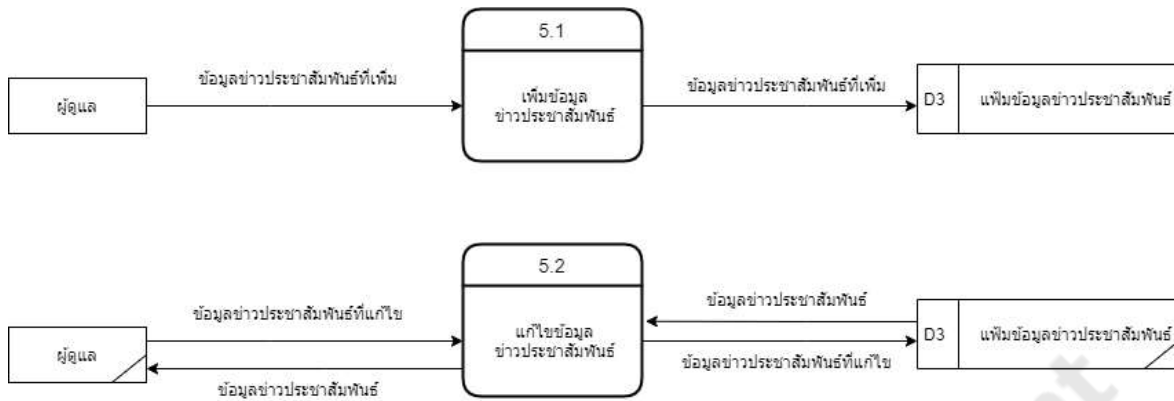 5.1
ข้อมูลข่าวประชาสัมพันธ์ที่เพิ่ม
ข้อมูลข่าวประชาสัมพันธ์ที่เพิ่ม
ผู้ดูแล
เพิ่มข้อมูล
ข่าวประชาสัมพันธ์
D3
แฟ้มข้อมูลข่าวประชาสัมพันธ์
5.2
ข้อมูลข่าวประชาสัมพันธ์ที่แก้ไข
ข้อมูลข่าวประชาสัมพันธ์
ผู้ดูแล
แก้ไขข้อมูล
ข่าวประชาสัมพันธ์
D3
แฟ้มข้อมูลข่าวประชาสัมพันธ์
ข้อมูลข่าวประชาสัมพันธ์
ข้อมูลข่าวประชาสัมพันธ์ที่แก้ไข